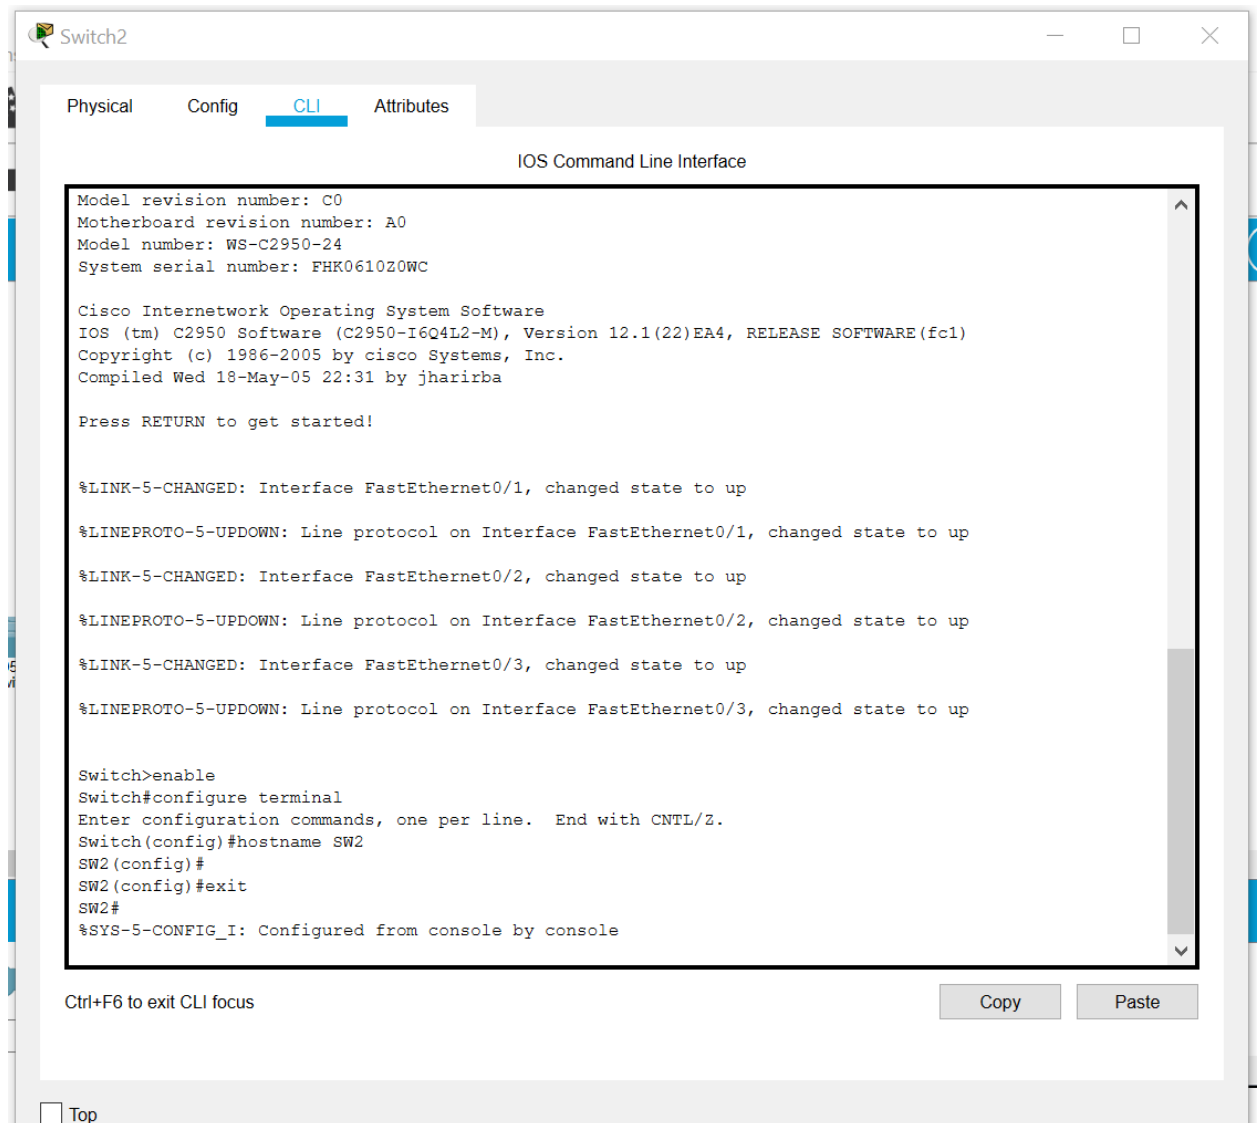 Switch2
Physical Config CLI Attributes
IOS Command Line Interface
Model revision number: C0
Motherboard revision number: A0
Model number: WS-C2950-24
System serial number: FHK0610Z0WC
Cisco Internetwork Operating System Software
IOS (tm) C2950 Software (C2950-I6Q4L2-M), Version 12.1(22)EA4, RELEASE SOFTWARE(fc1)
Copyright (c) 1986-2005 by cisco Systems, Inc.
Compiled Wed 18-May-05 22:31 by jharirba
Press RETURN to get started!
%LINK-5-CHANGED: Interface FastEthernet0/1, changed state to up
%LINEPROTO-5-UPDOWN: Line protocol on Interface FastEthernet0/1, changed state to up
%LINK-5-CHANGED: Interface FastEthernet0/2, changed state to up
%LINEPROTO-5-UPDOWN: Line protocol on Interface FastEthernet0/2, changed state to up
%LINK-5-CHANGED: Interface FastEthernet0/3, changed state to up
%LINEPROTO-5-UPDOWN: Line protocol on Interface FastEthernet0/3, changed state to up
Switch>enable
Switch#configure terminal
Enter configuration commands, one per line.  End with CNTL/Z.
Switch(config)#hostname SW2
SW2(config)#
SW2(config)#exit
SW2#
%SYS-5-CONFIG_I: Configured from console by console
Ctrl+F6 to exit CLI focus
Copy Paste
Top